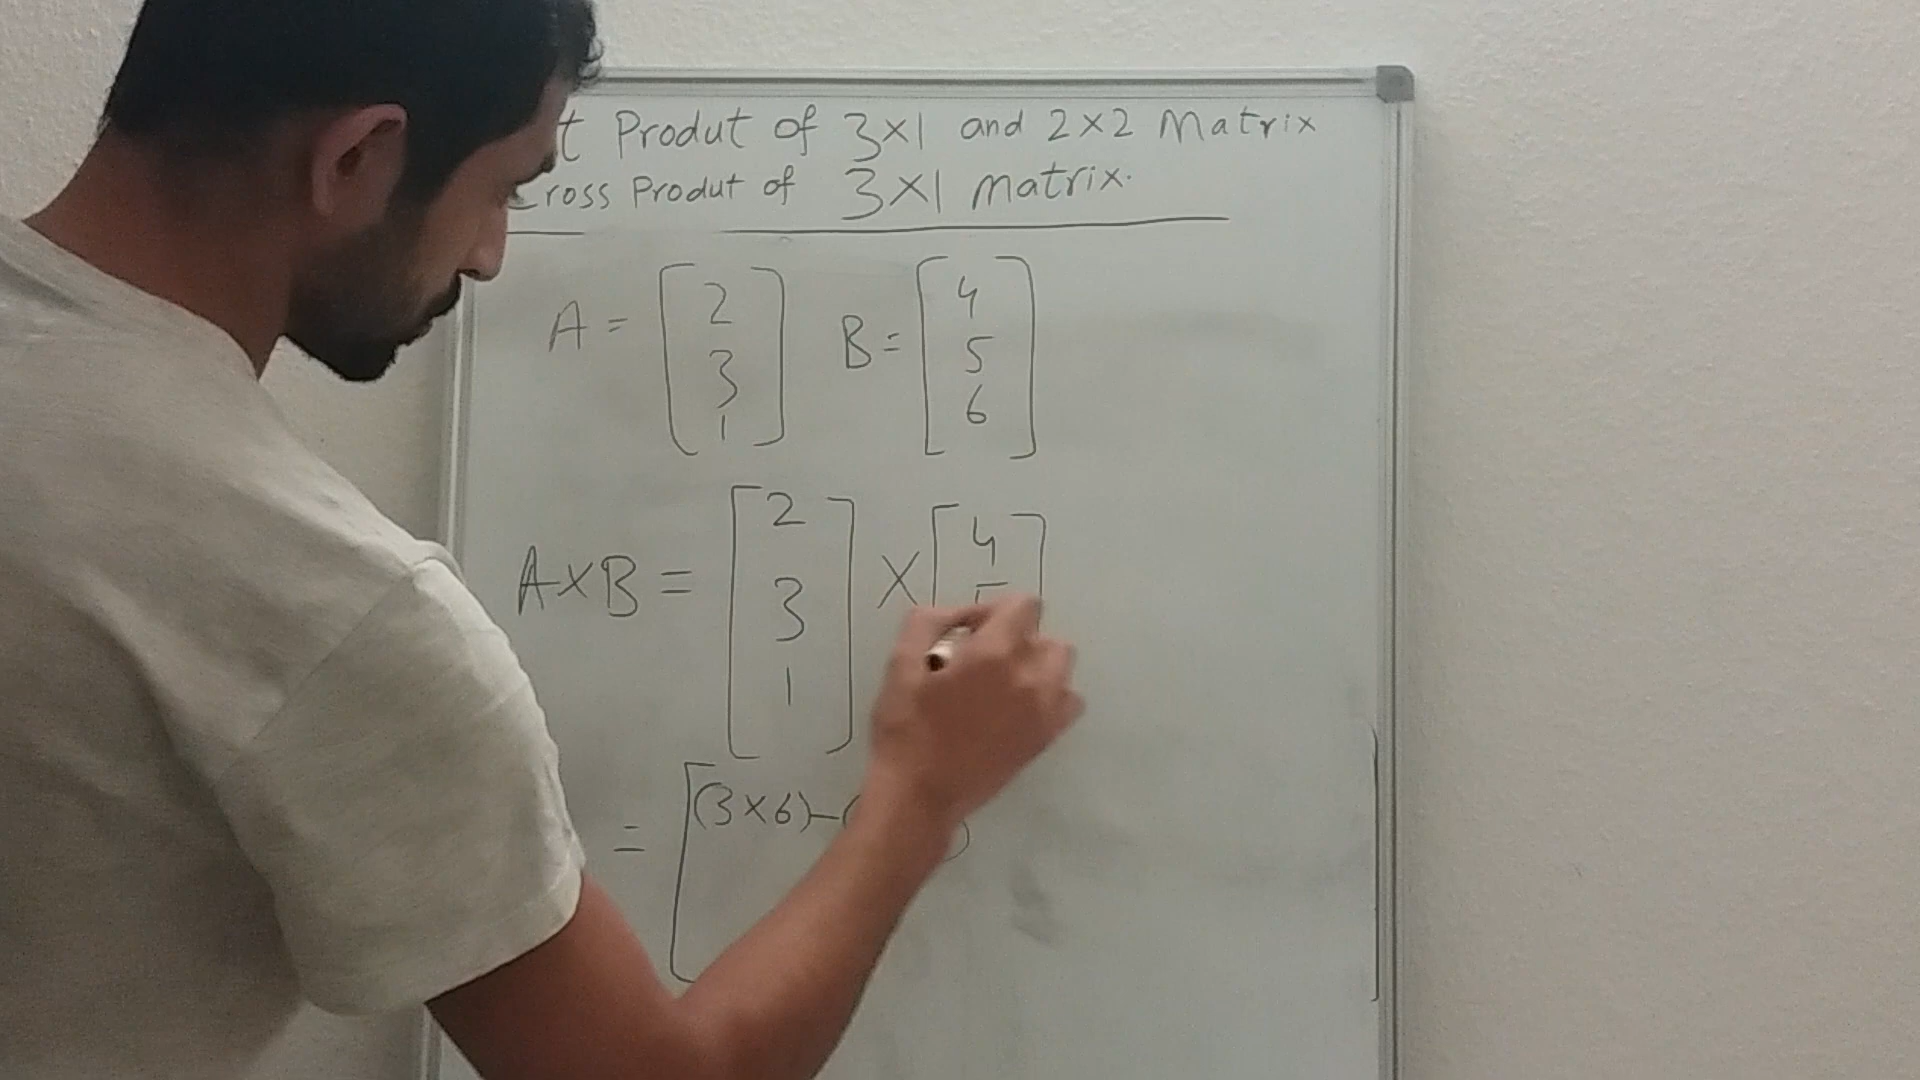 t Produt of 3×1 and 2×2 Matrix
Cross Produt of 3×1 matrix.
A = [2 3 1] B = [4 5 6]
A×B = [2 3 1] × [4
= [(3×6)-(